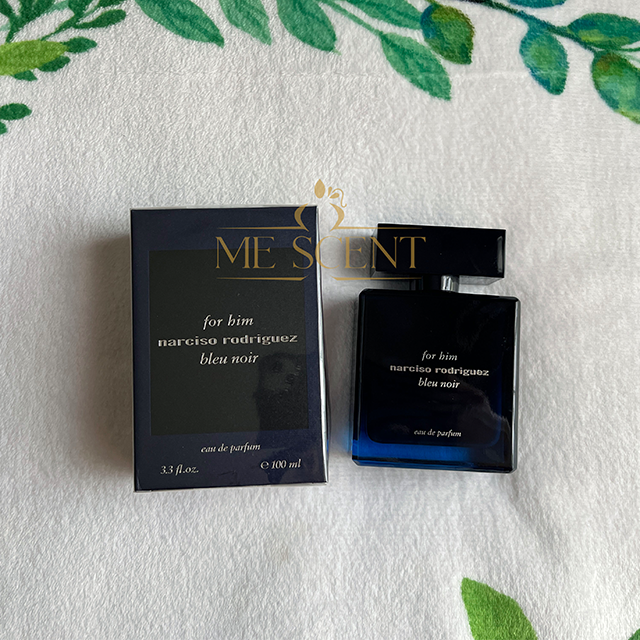 ME SCENT
for him
narciso rodriguez
bleu noir
eau de parfum
3.3 fl.oz. ℮ 100 ml
for him
narciso rodriguez
bleu noir
eau de parfum